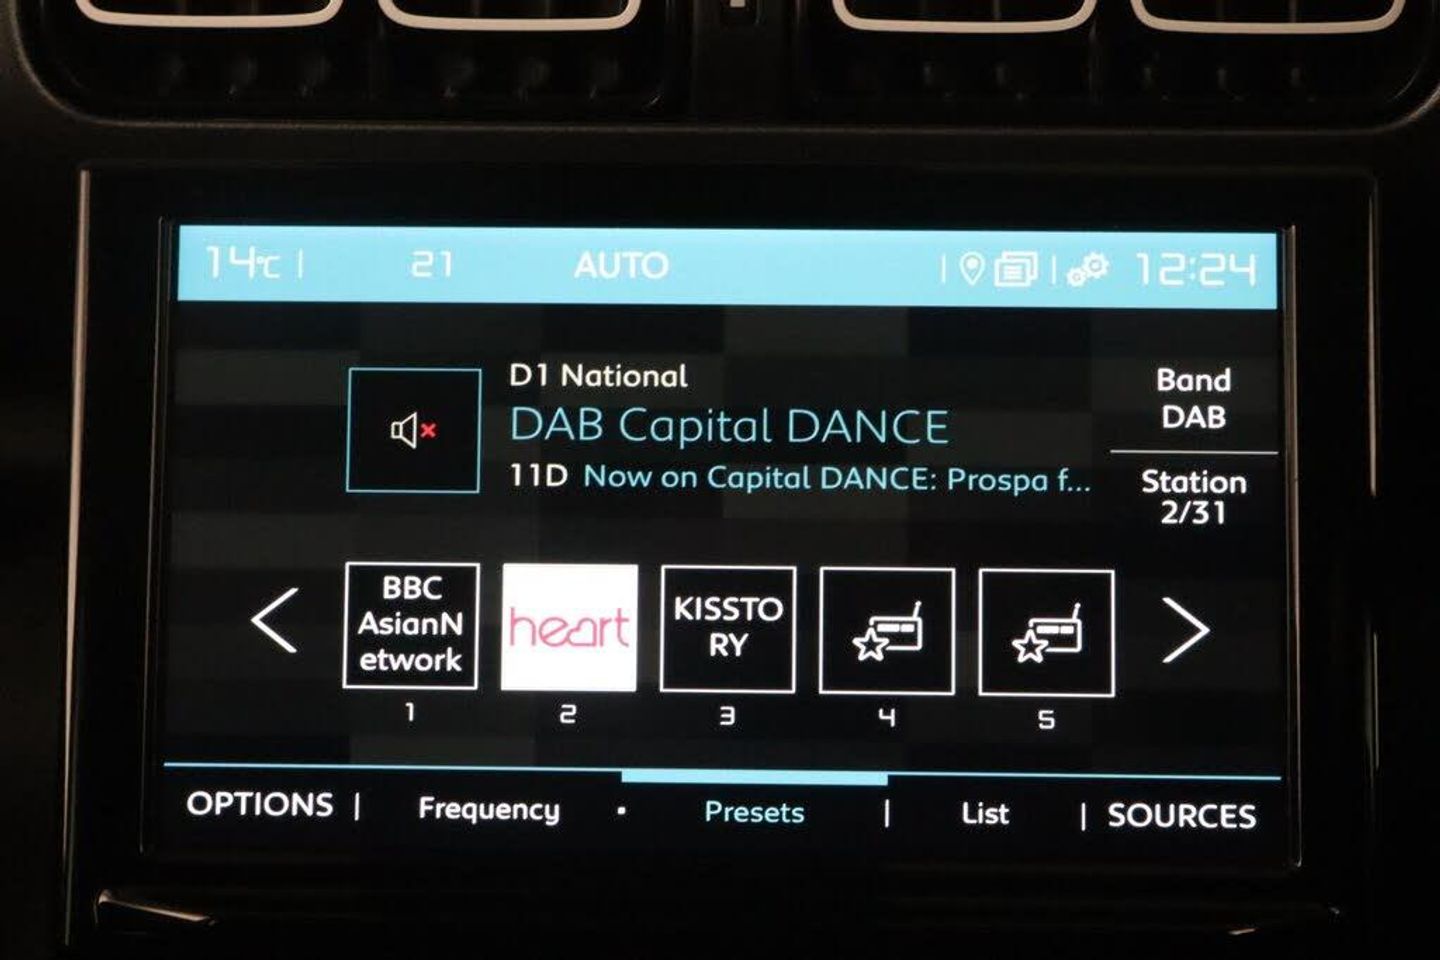 14°C | 21 AUTO | | 12:24
D1 National
DAB Capital DANCE
11D Now on Capital DANCE: Prospa f...
Band
DAB
Station
2/31
BBC
AsianN
etwork
heart
KISSTO
RY
1 2 3 4 5
OPTIONS | Frequency · Presets | List | SOURCES